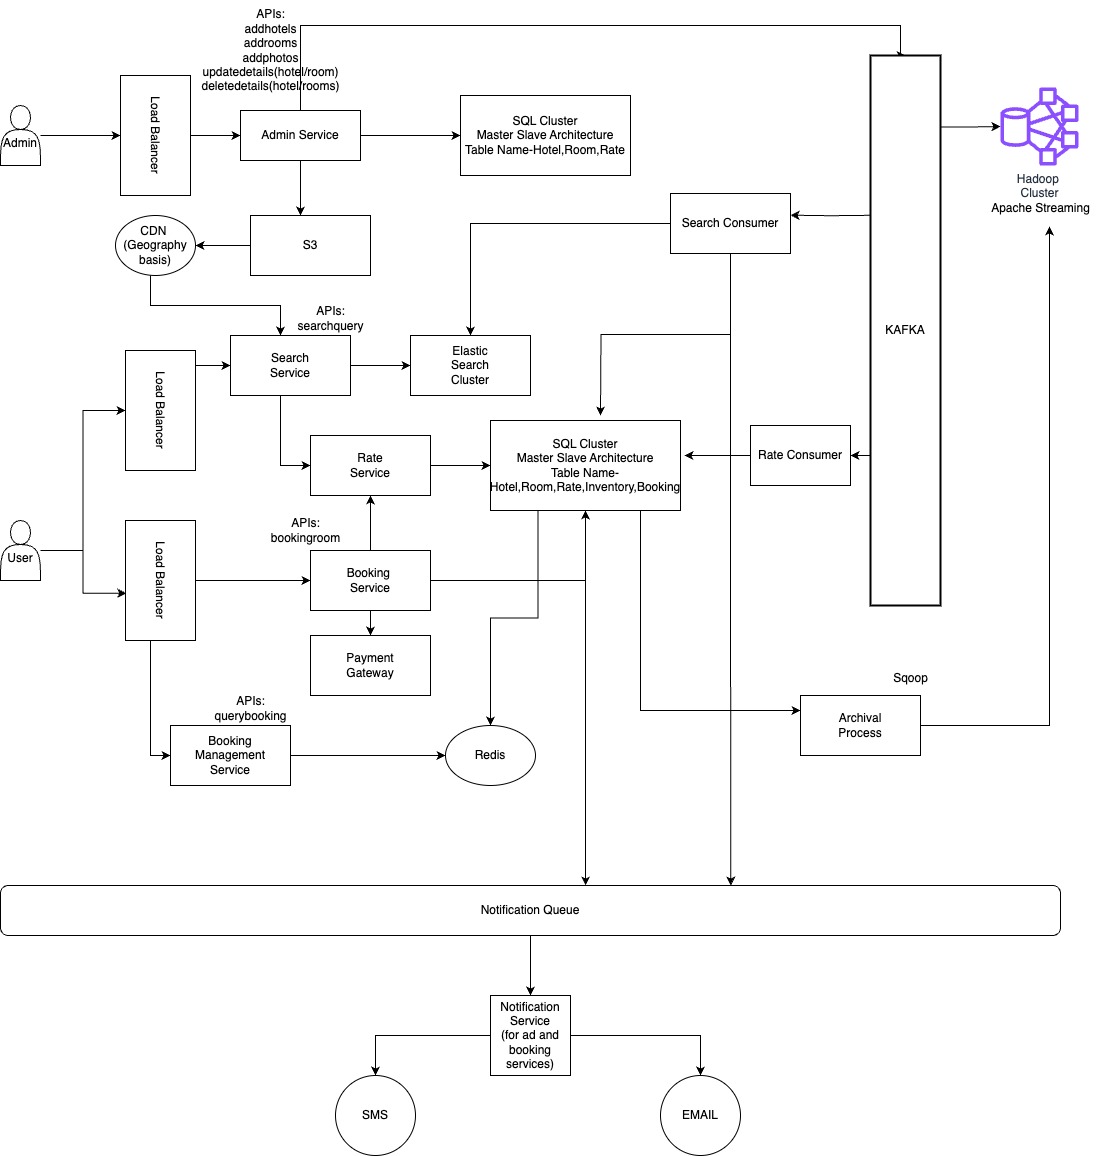 APIs:
addhotels
addrooms
addphotos
updatedetails(hotel/room)
deletedetails(hotel/rooms)
Admin
Load Balancer
Admin Service
SQL Cluster
Master Slave Architecture
Table Name-Hotel,Room,Rate
Hadoop
Cluster
Apache Streaming
CDN
(Geography
basis)
S3
Search Consumer
KAFKA
APIs:
searchquery
Load Balancer
Search
Service
Elastic
Search
Cluster
Rate
Service
SQL Cluster
Master Slave Architecture
Table Name-
Hotel,Room,Rate,Inventory,Booking
Rate Consumer
User
Load Balancer
APIs:
bookingroom
Booking
Service
Payment
Gateway
APIs:
querybooking
Booking
Management
Service
Redis
Sqoop
Archival
Process
Notification Queue
Notification
Service
(for ad and
booking
services)
SMS
EMAIL